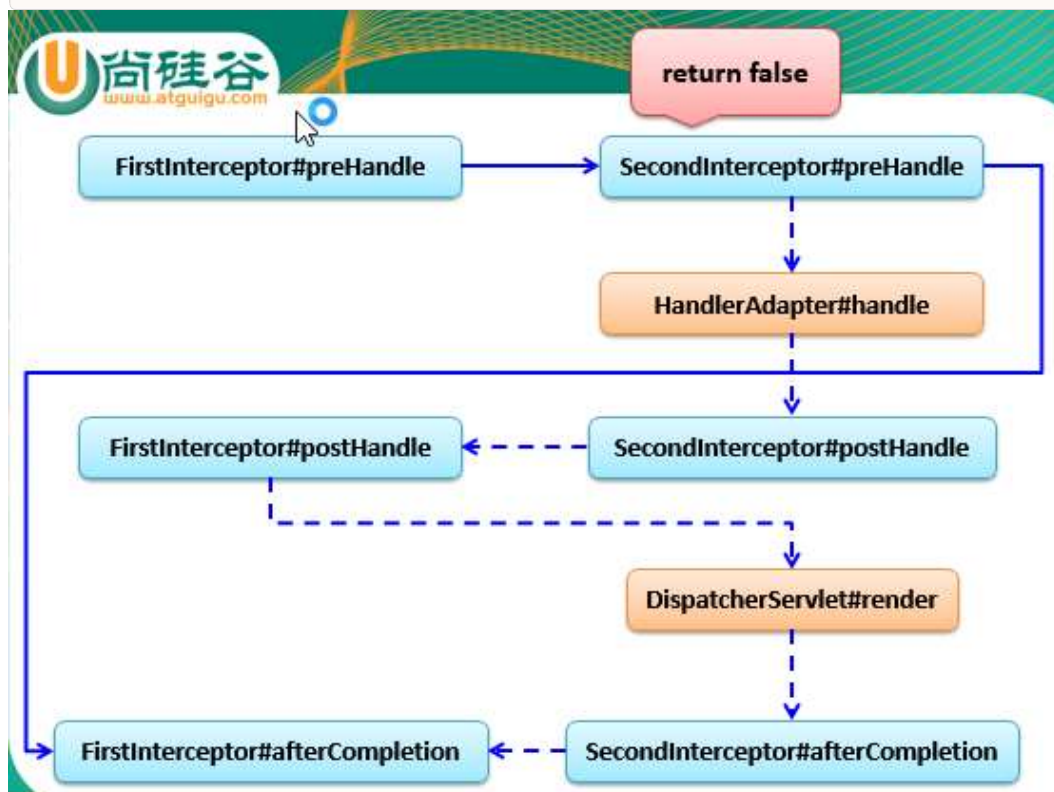 尚硅谷
www.atguigu.com
return false
FirstInterceptor#preHandle
SecondInterceptor#preHandle
HandlerAdapter#handle
FirstInterceptor#postHandle
SecondInterceptor#postHandle
DispatcherServlet#render
FirstInterceptor#afterCompletion
SecondInterceptor#afterCompletion